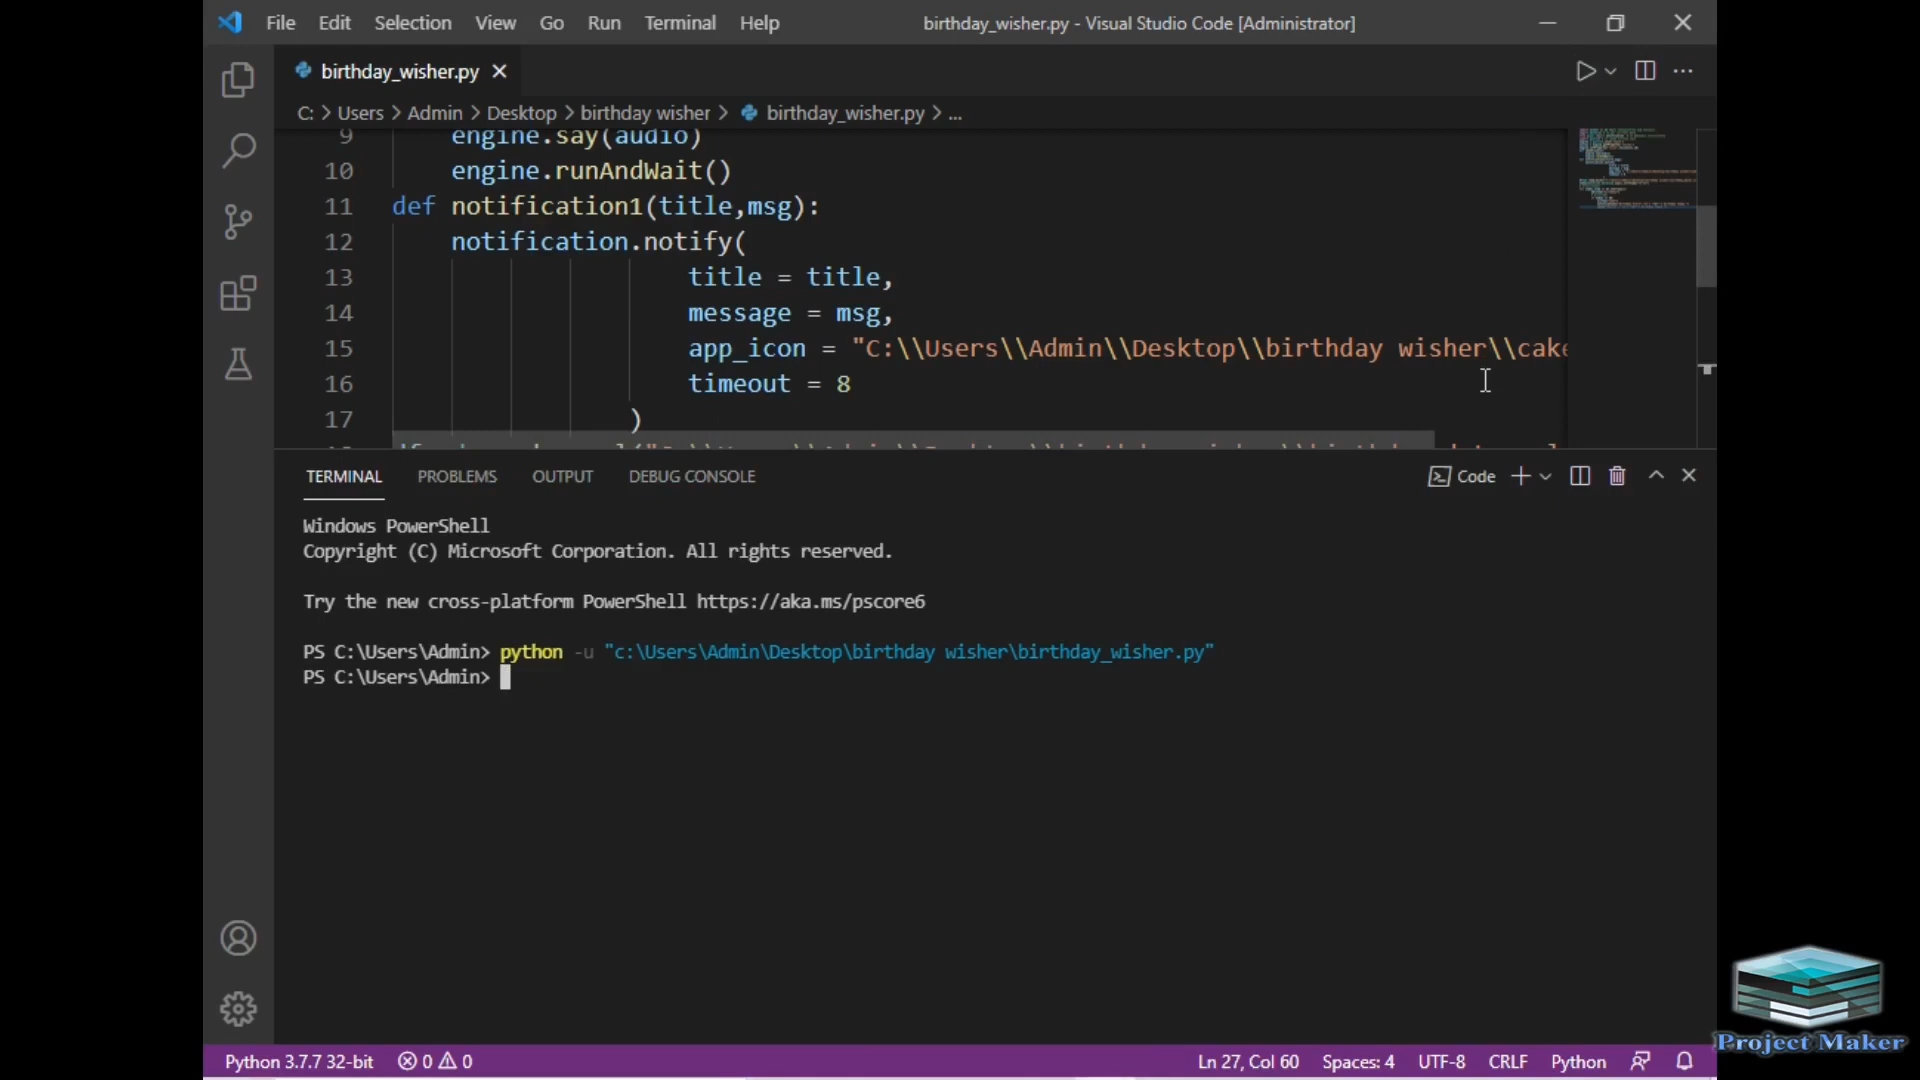 File Edit Selection View Go Run Terminal Help birthday_wisher.py - Visual Studio Code [Administrator]
birthday_wisher.py
C: > Users > Admin > Desktop > birthday wisher > birthday_wisher.py > ...
9 engine.say(audio)
10 engine.runAndWait()
11 def notification1(title,msg):
12 notification.notify(
13 title = title,
14 message = msg,
15 app_icon = "C:\\Users\\Admin\\Desktop\\birthday wisher\\cake
16 timeout = 8
17 )
TERMINAL PROBLEMS OUTPUT DEBUG CONSOLE Code
Windows PowerShell
Copyright (C) Microsoft Corporation. All rights reserved.
Try the new cross-platform PowerShell https://aka.ms/pscore6
PS C:\Users\Admin> python -u "c:\Users\Admin\Desktop\birthday wisher\birthday_wisher.py"
PS C:\Users\Admin>
Python 3.7.7 32-bit 0 0 Ln 27, Col 60 Spaces: 4 UTF-8 CRLF Python
Project Maker